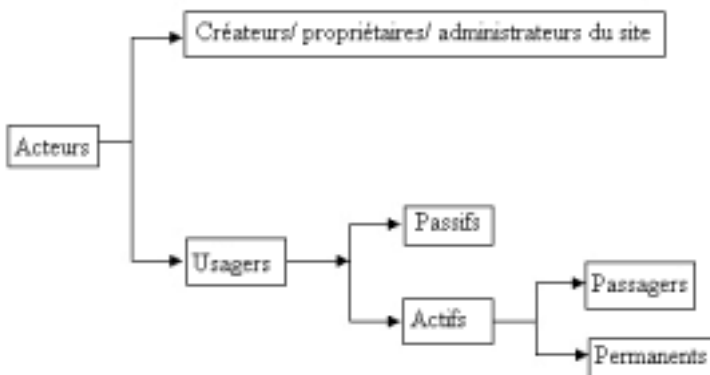 Créateurs/ propriétaires/ administrateurs du site
Acteurs
Passifs
Usagers
Passagers
Actifs
Permanents